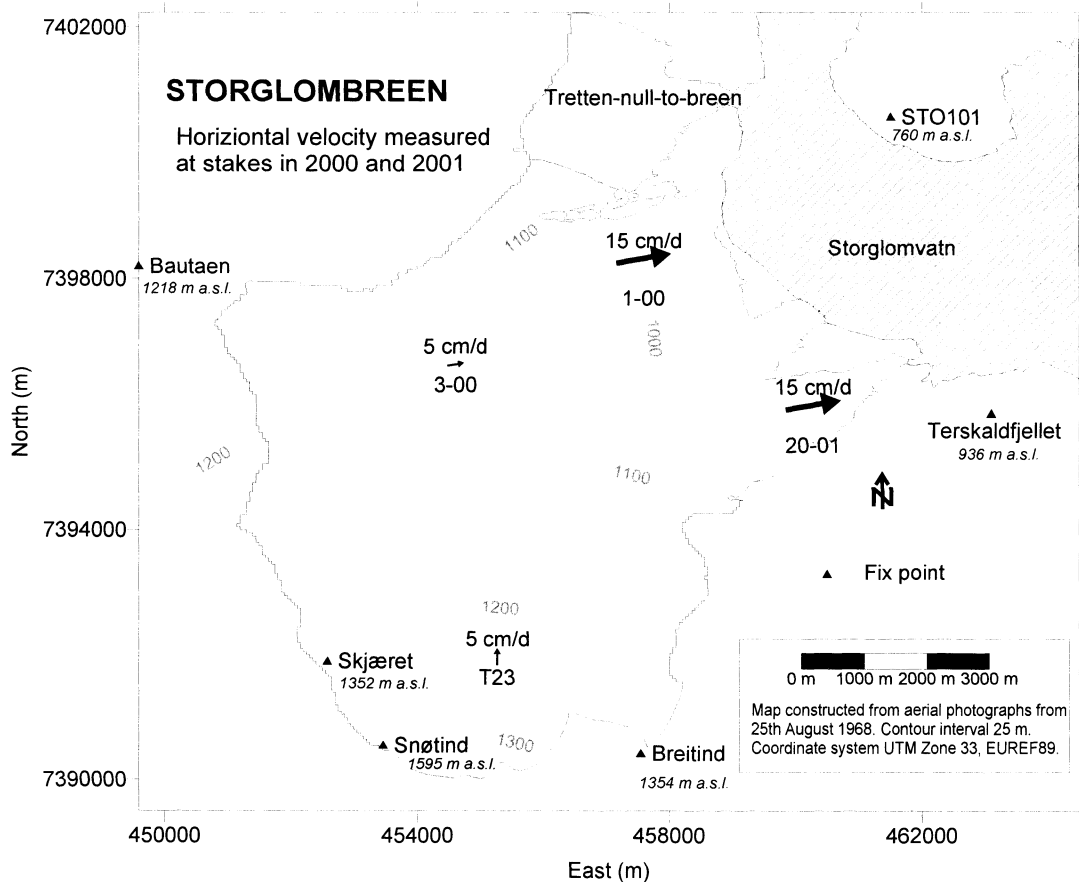 7402000
STORGLOMBREEN
Horiziontal velocity measured
at stakes in 2000 and 2001
Tretten-null-to-breen
STO101
760 m a.s.l.
1100
15 cm/d
Storglomvatn
Bautaen
1218 m a.s.l.
7398000
1-00
1000
5 cm/d
3-00
15 cm/d
20-01
Terskaldfjellet
936 m a.s.l.
North (m)
1200
1100
N
7394000
Fix point
1200
5 cm/d
T23
Skjæret
1352 m a.s.l.
0 m 1000 m 2000 m 3000 m
Map constructed from aerial photographs from
25th August 1968. Contour interval 25 m.
Coordinate system UTM Zone 33, EUREF89.
Snøtind
1595 m a.s.l.
1300
Breitind
1354 m a.s.l.
7390000
450000 454000 458000 462000
East (m)